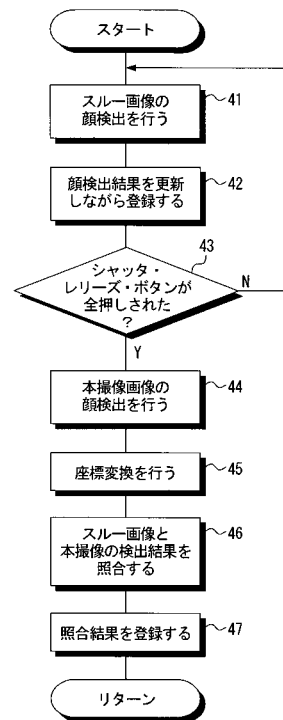 スタート
スルー画像の
顔検出を行う
41
顔検出結果を更新
しながら登録する
42
43
シャッタ・
レリーズ・ボタンが
全押しされた
?
N
Y
本撮像画像の
顔検出を行う
44
座標変換を行う
45
スルー画像と
本撮像の検出結果を
照合する
46
照合結果を登録する
47
リターン